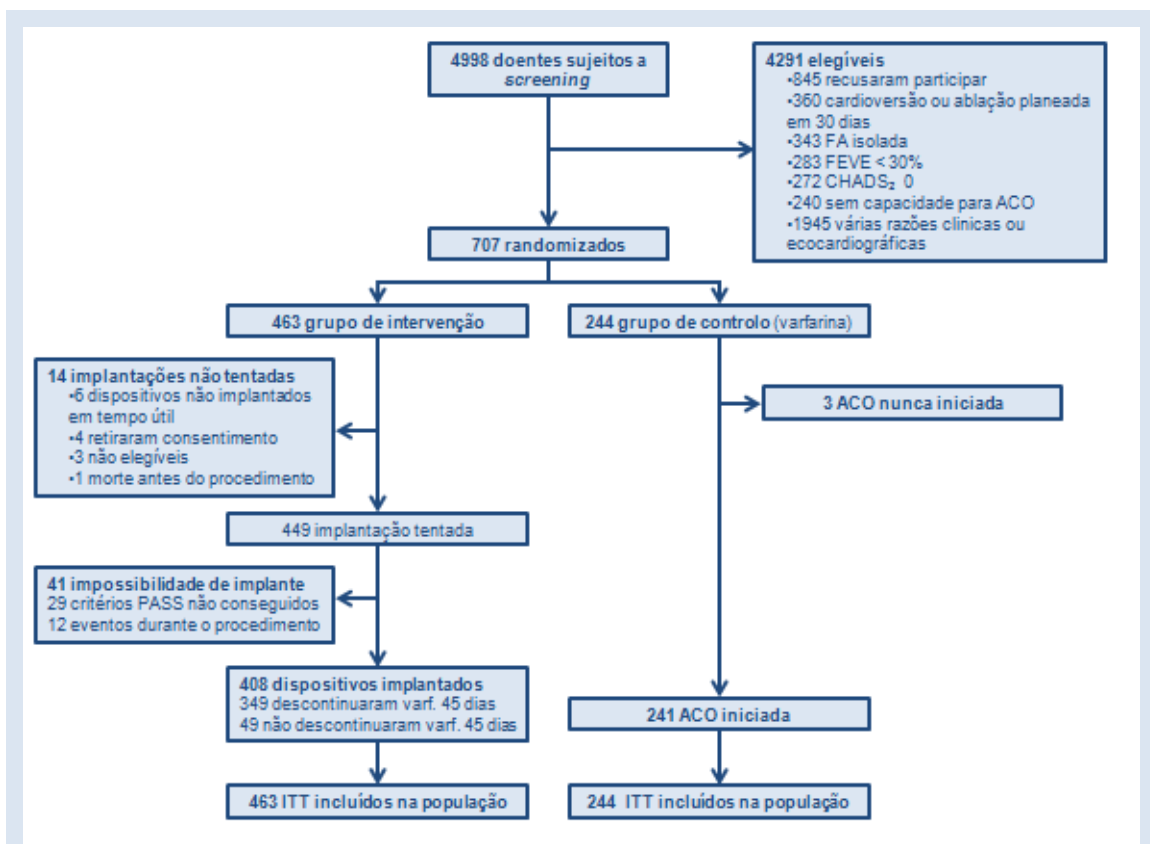 4998 doentes sujeitos a
screening
4291 elegíveis
•845 recusaram participar
•360 cardioversão ou ablação planeada
em 30 dias
•343 FA isolada
•283 FEVE < 30%
•272 CHADS₂ 0
•240 sem capacidade para ACO
•1945 várias razões clinicas ou
ecocardiográficas
707 randomizados
463 grupo de intervenção
244 grupo de controlo (varfarina)
14 implantações não tentadas
•6 dispositivos não implantados
em tempo útil
•4 retiraram consentimento
•3 não elegíveis
•1 morte antes do procedimento
3 ACO nunca iniciada
449 implantação tentada
41 impossibilidade de implante
29 critérios PASS não conseguidos
12 eventos durante o procedimento
408 dispositivos implantados
349 descontinuaram varf. 45 dias
49 não descontinuaram varf. 45 dias
241 ACO iniciada
463 ITT incluídos na população
244 ITT incluídos na população